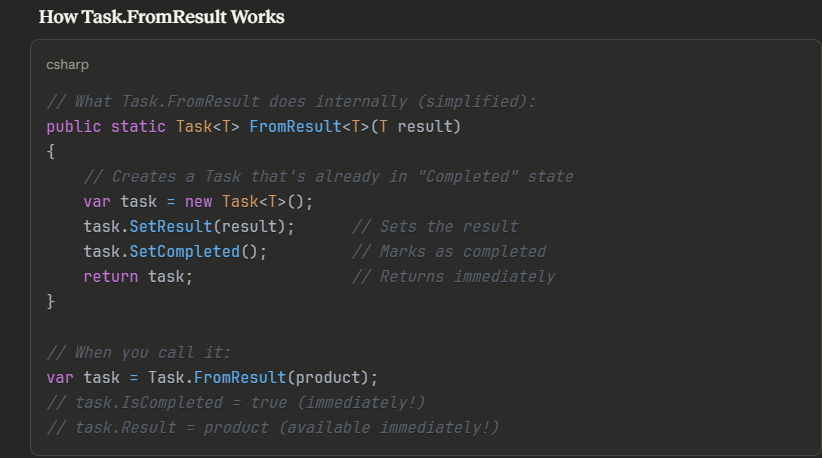 How Task.FromResult Works
csharp
// What Task.FromResult does internally (simplified):
public static Task<T> FromResult<T>(T result)
{
    // Creates a Task that's already in "Completed" state
    var task = new Task<T>();
    task.SetResult(result);      // Sets the result
    task.SetCompleted();         // Marks as completed
    return task;                 // Returns immediately
}

// When you call it:
var task = Task.FromResult(product);
// task.IsCompleted = true (immediately!)
// task.Result = product (available immediately!)